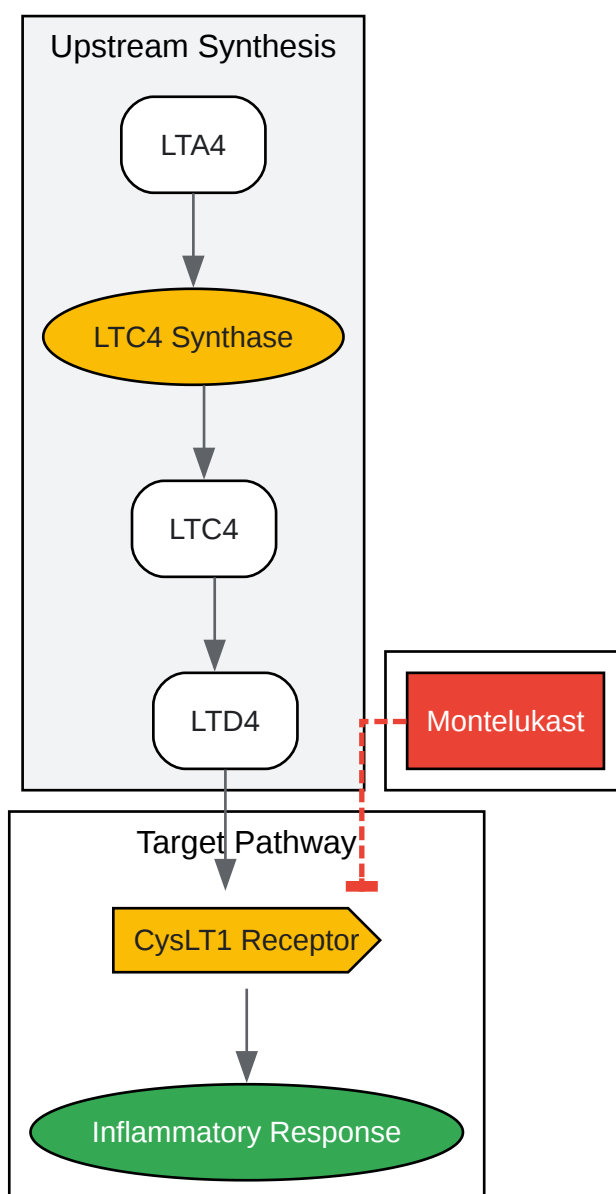 Upstream Synthesis
LTA4
LTC4 Synthase
LTC4
LTD4
Montelukast
Target Pathway
CysLT1 Receptor
Inflammatory Response